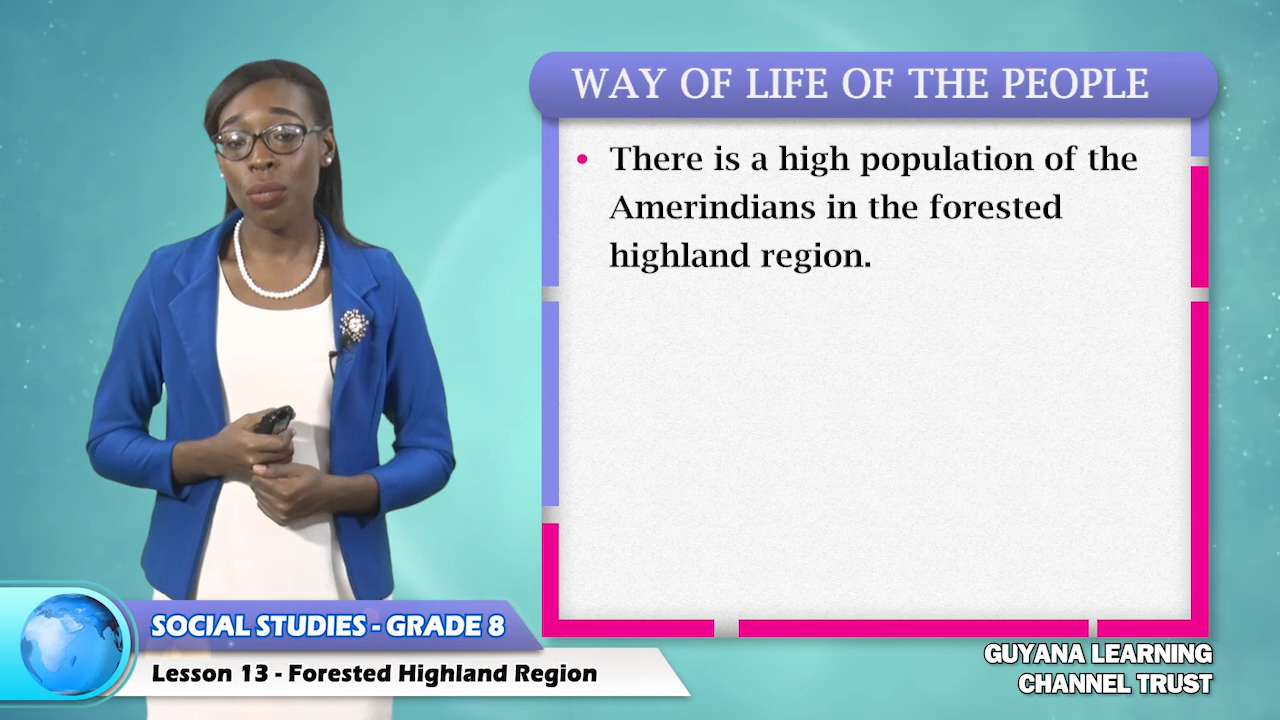 WAY OF LIFE OF THE PEOPLE
• There is a high population of the
Amerindians in the forested
highland region.
SOCIAL STUDIES - GRADE 8
Lesson 13 - Forested Highland Region
GUYANA LEARNING
CHANNEL TRUST